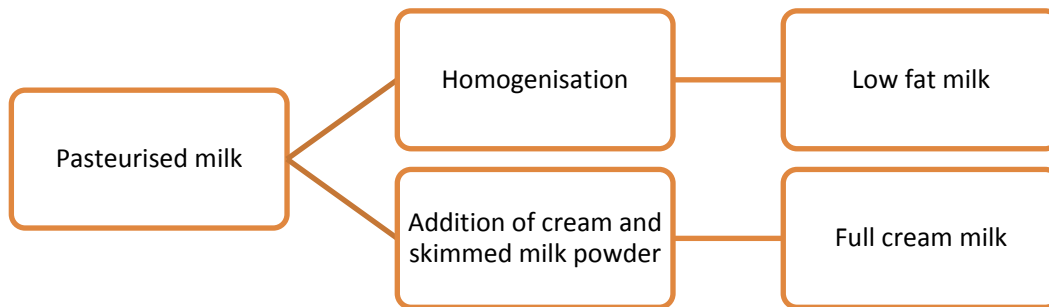 Pasteurised milk
Homogenisation
Low fat milk
Addition of cream and
skimmed milk powder
Full cream milk